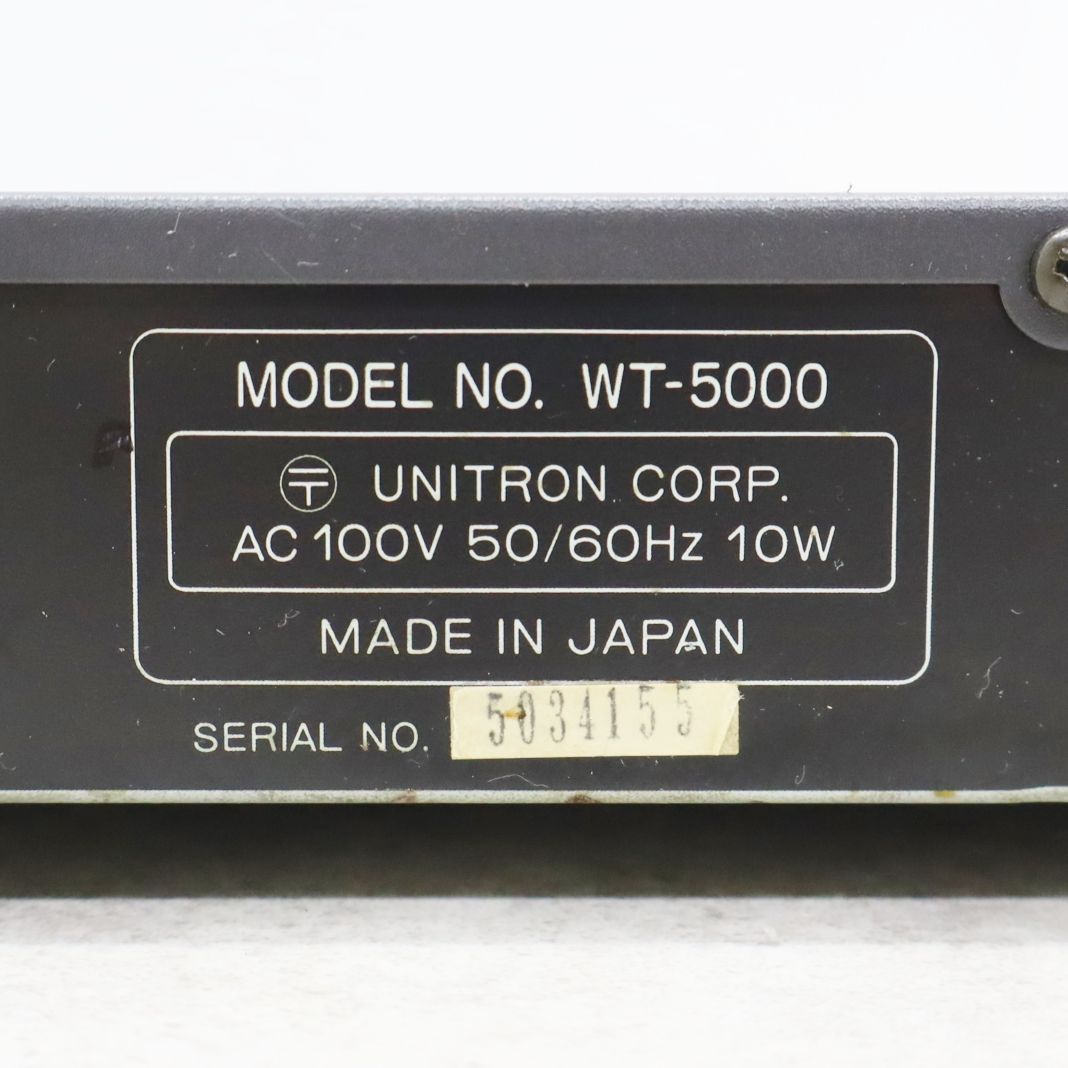 MODEL NO. WT-5000
〶 UNITRON CORP.
AC 100V 50/60Hz 10W
MADE IN JAPAN
SERIAL NO. 5034155